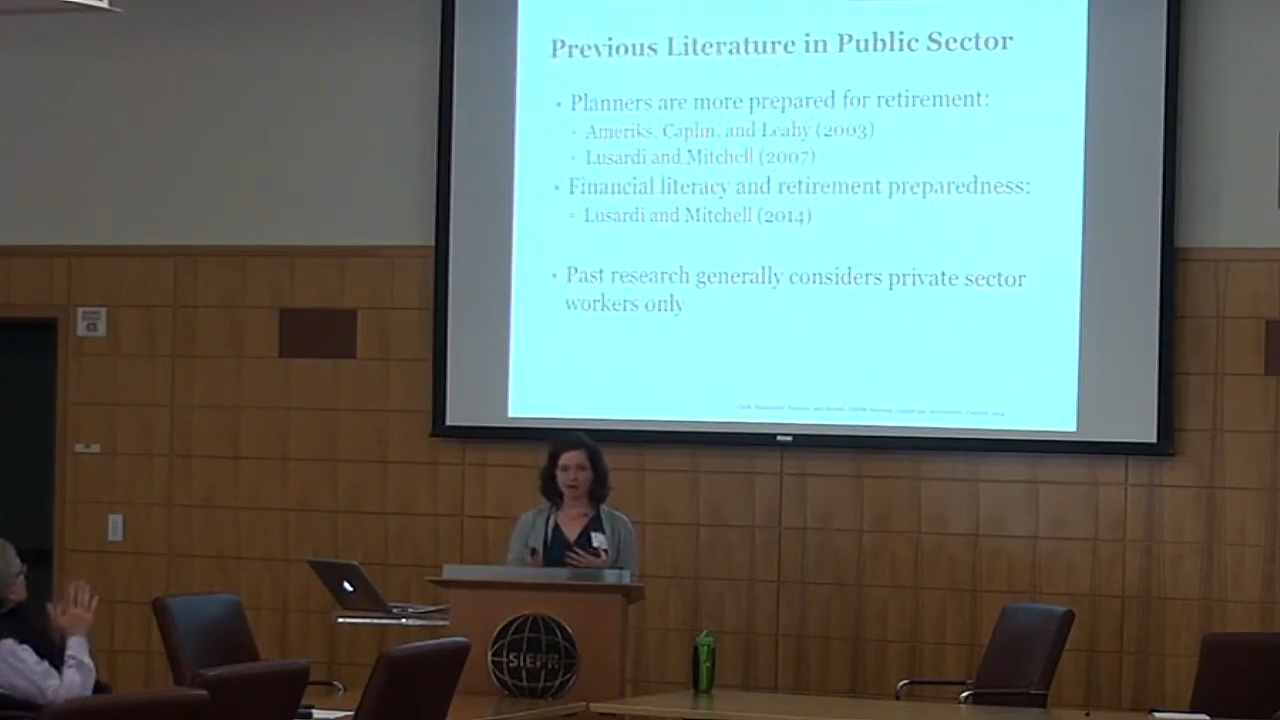 Previous Literature in Public Sector
• Planners are more prepared for retirement:
▫ Ameriks, Caplin, and Leahy (2003)
▫ Lusardi and Mitchell (2007)
• Financial literacy and retirement preparedness:
▫ Lusardi and Mitchell (2014)
• Past research generally considers private sector
workers only
SIEPR